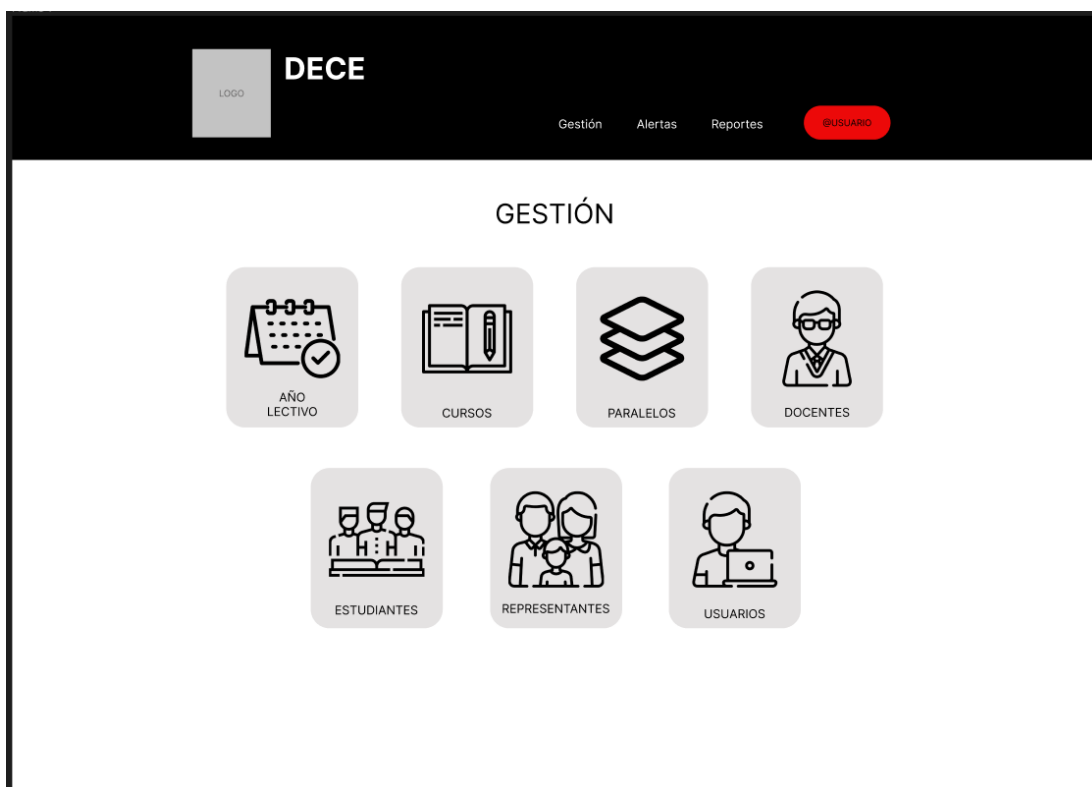 LOGO
DECE
Gestión
Alertas
Reportes
@USUARIO
GESTIÓN
AÑO
LECTIVO
CURSOS
PARALELOS
DOCENTES
ESTUDIANTES
REPRESENTANTES
USUARIOS